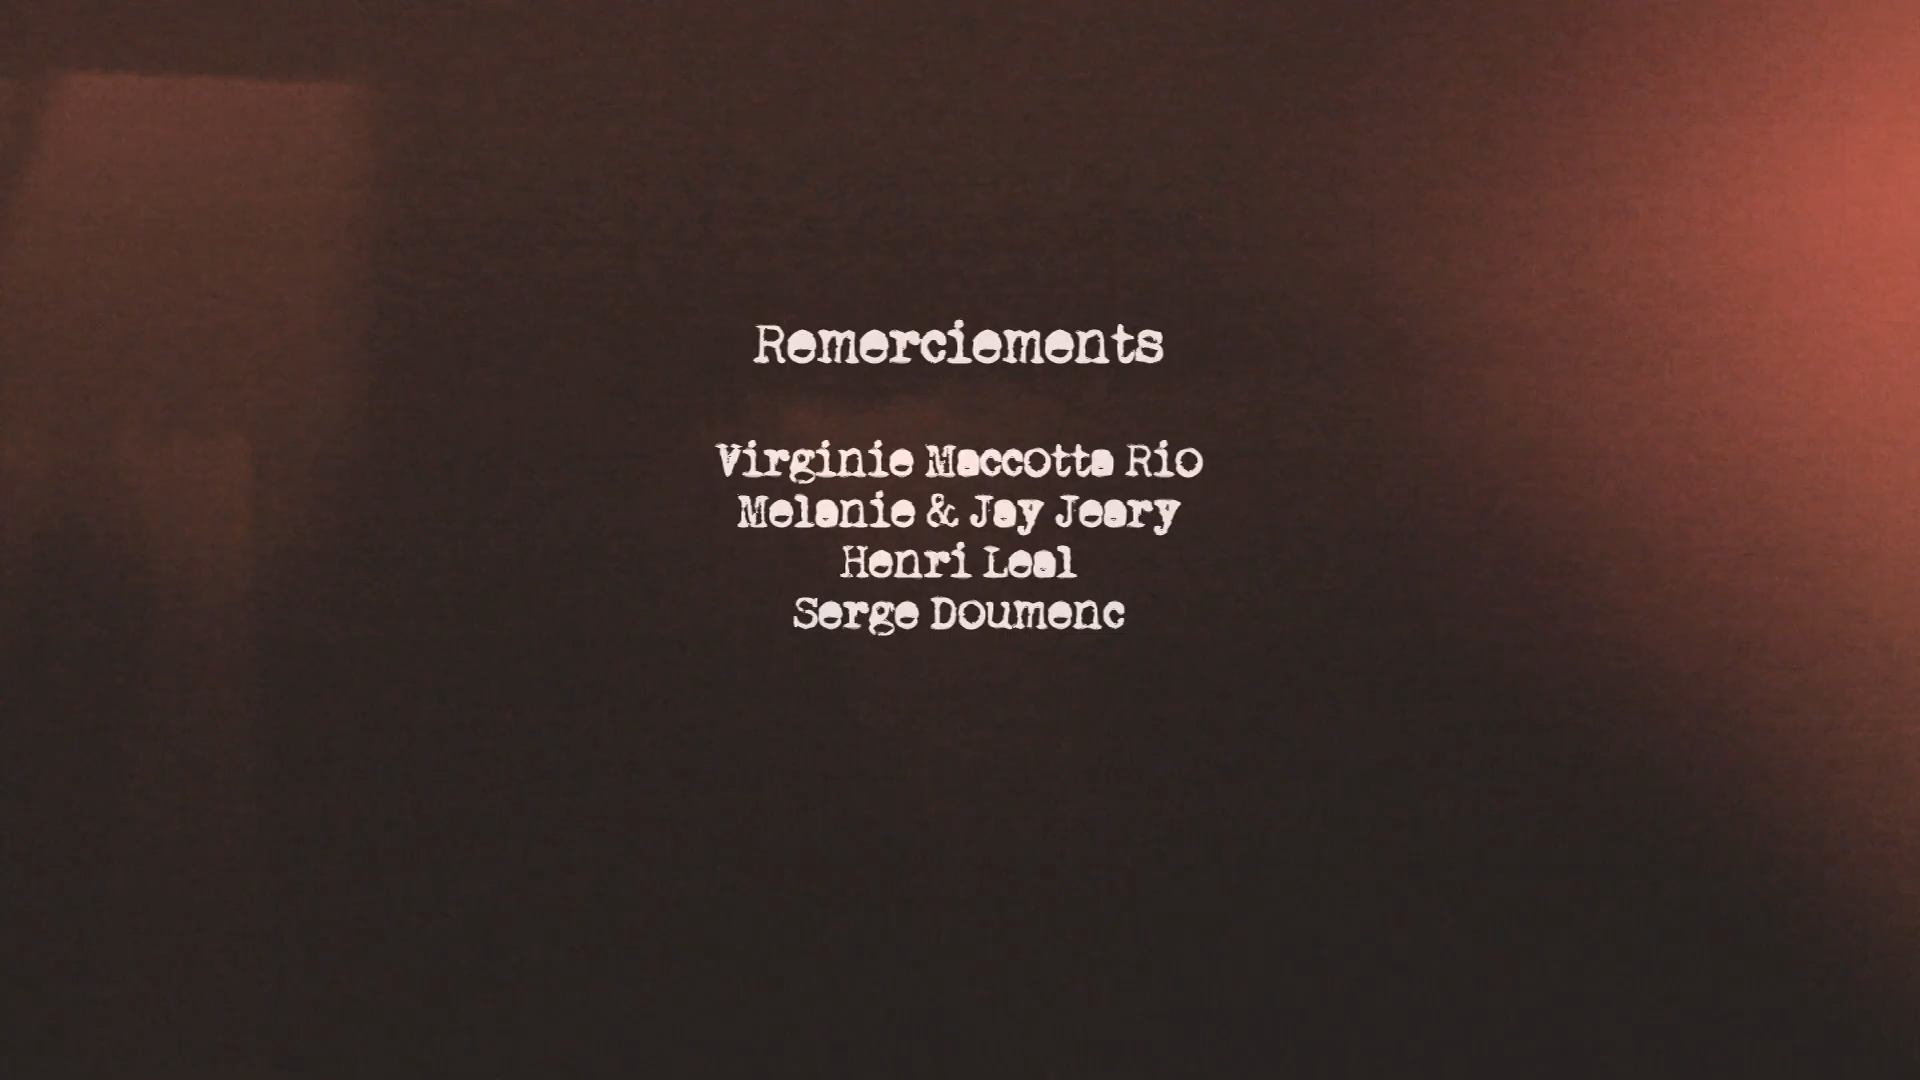 Remerciements
Virginie Maccotta Rio
Melanie & Jay Jeary
Henri Leal
Serge Doumenc